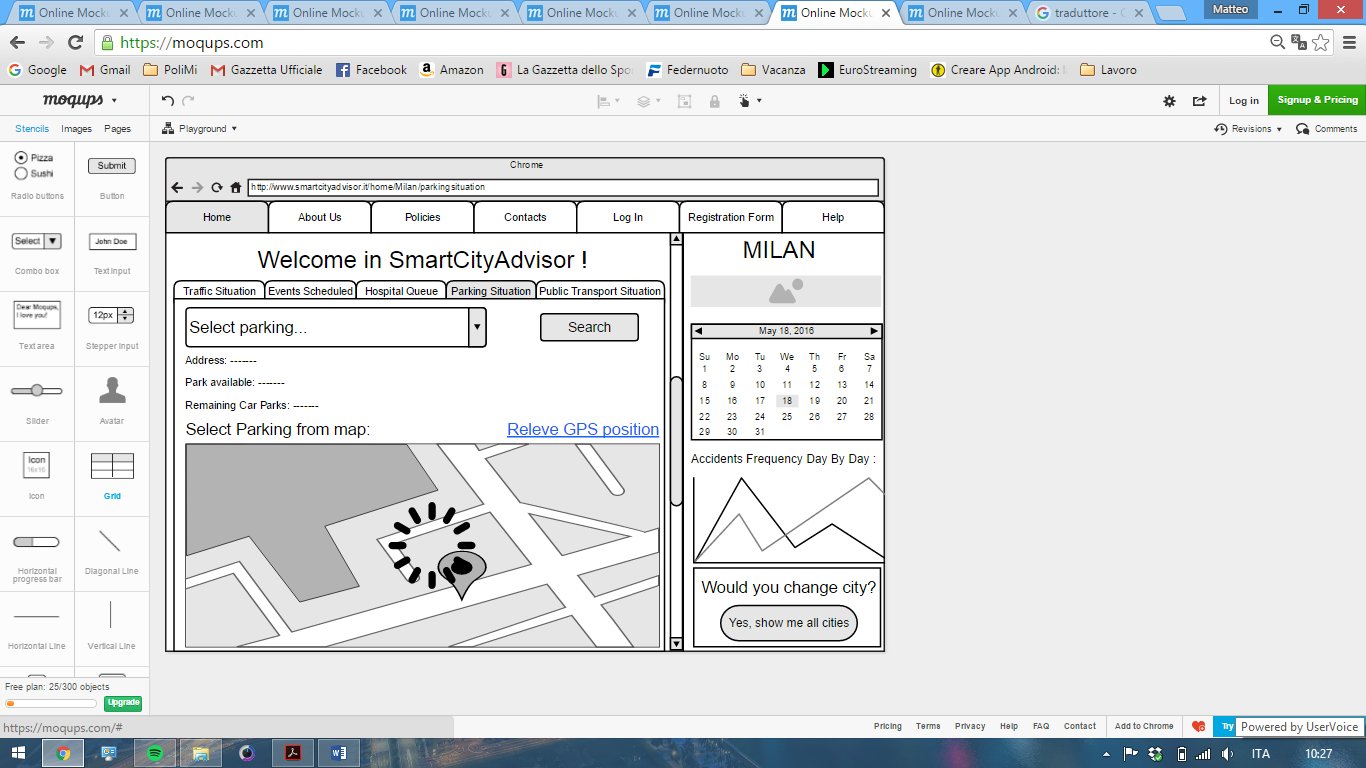 Online Mocku
Online Mocku
Online Mocku
Online Mocku
Online Mocku
Online Mocku
Online Mocku
Online Mocku
traduttore - G
Matteo
https://moqups.com
Google
Gmail
PoliMi
Gazzetta Ufficiale
Facebook
Amazon
La Gazzetta dello Spo
Federnuoto
Vacanza
EuroStreaming
Creare App Android:
Lavoro
moqups
Log in
Signup & Pricing
Stencils Images Pages
Playground
Revisions
Comments
Pizza
Sushi
Radio buttons
Submit
Button
Select
Combo box
John Doe
Text input
Dear Moqups,
I love you!
Text area
12px
Stepper Input
Slider
Avatar
Icon
16x16
Icon
Grid
Horizontal
progress bar
Diagonal Line
Horizontal Line
Vertical Line
Free plan: 25/300 objects
Upgrade
Chrome
http://www.smartcityadvisor.it/home/Milan/parkingsituation
Home
About Us
Policies
Contacts
Log In
Registration Form
Help
Welcome in SmartCityAdvisor !
Traffic Situation
Events Scheduled
Hospital Queue
Parking Situation
Public Transport Situation
Select parking...
Search
Address: -------
Park available: -------
Remaining Car Parks: -------
Select Parking from map:
Releve GPS position
MILAN
May 18, 2016
Su Mo Tu We Th Fr Sa
1 2 3 4 5 6 7
8 9 10 11 12 13 14
15 16 17 18 19 20 21
22 23 24 25 26 27 28
29 30 31
Accidents Frequency Day By Day :
Would you change city?
Yes, show me all cities
https://moqups.com/#
Pricing
Terms
Privacy
Help
FAQ
Contact
Add to Chrome
Try
Powered by UserVoice
ITA
10:27